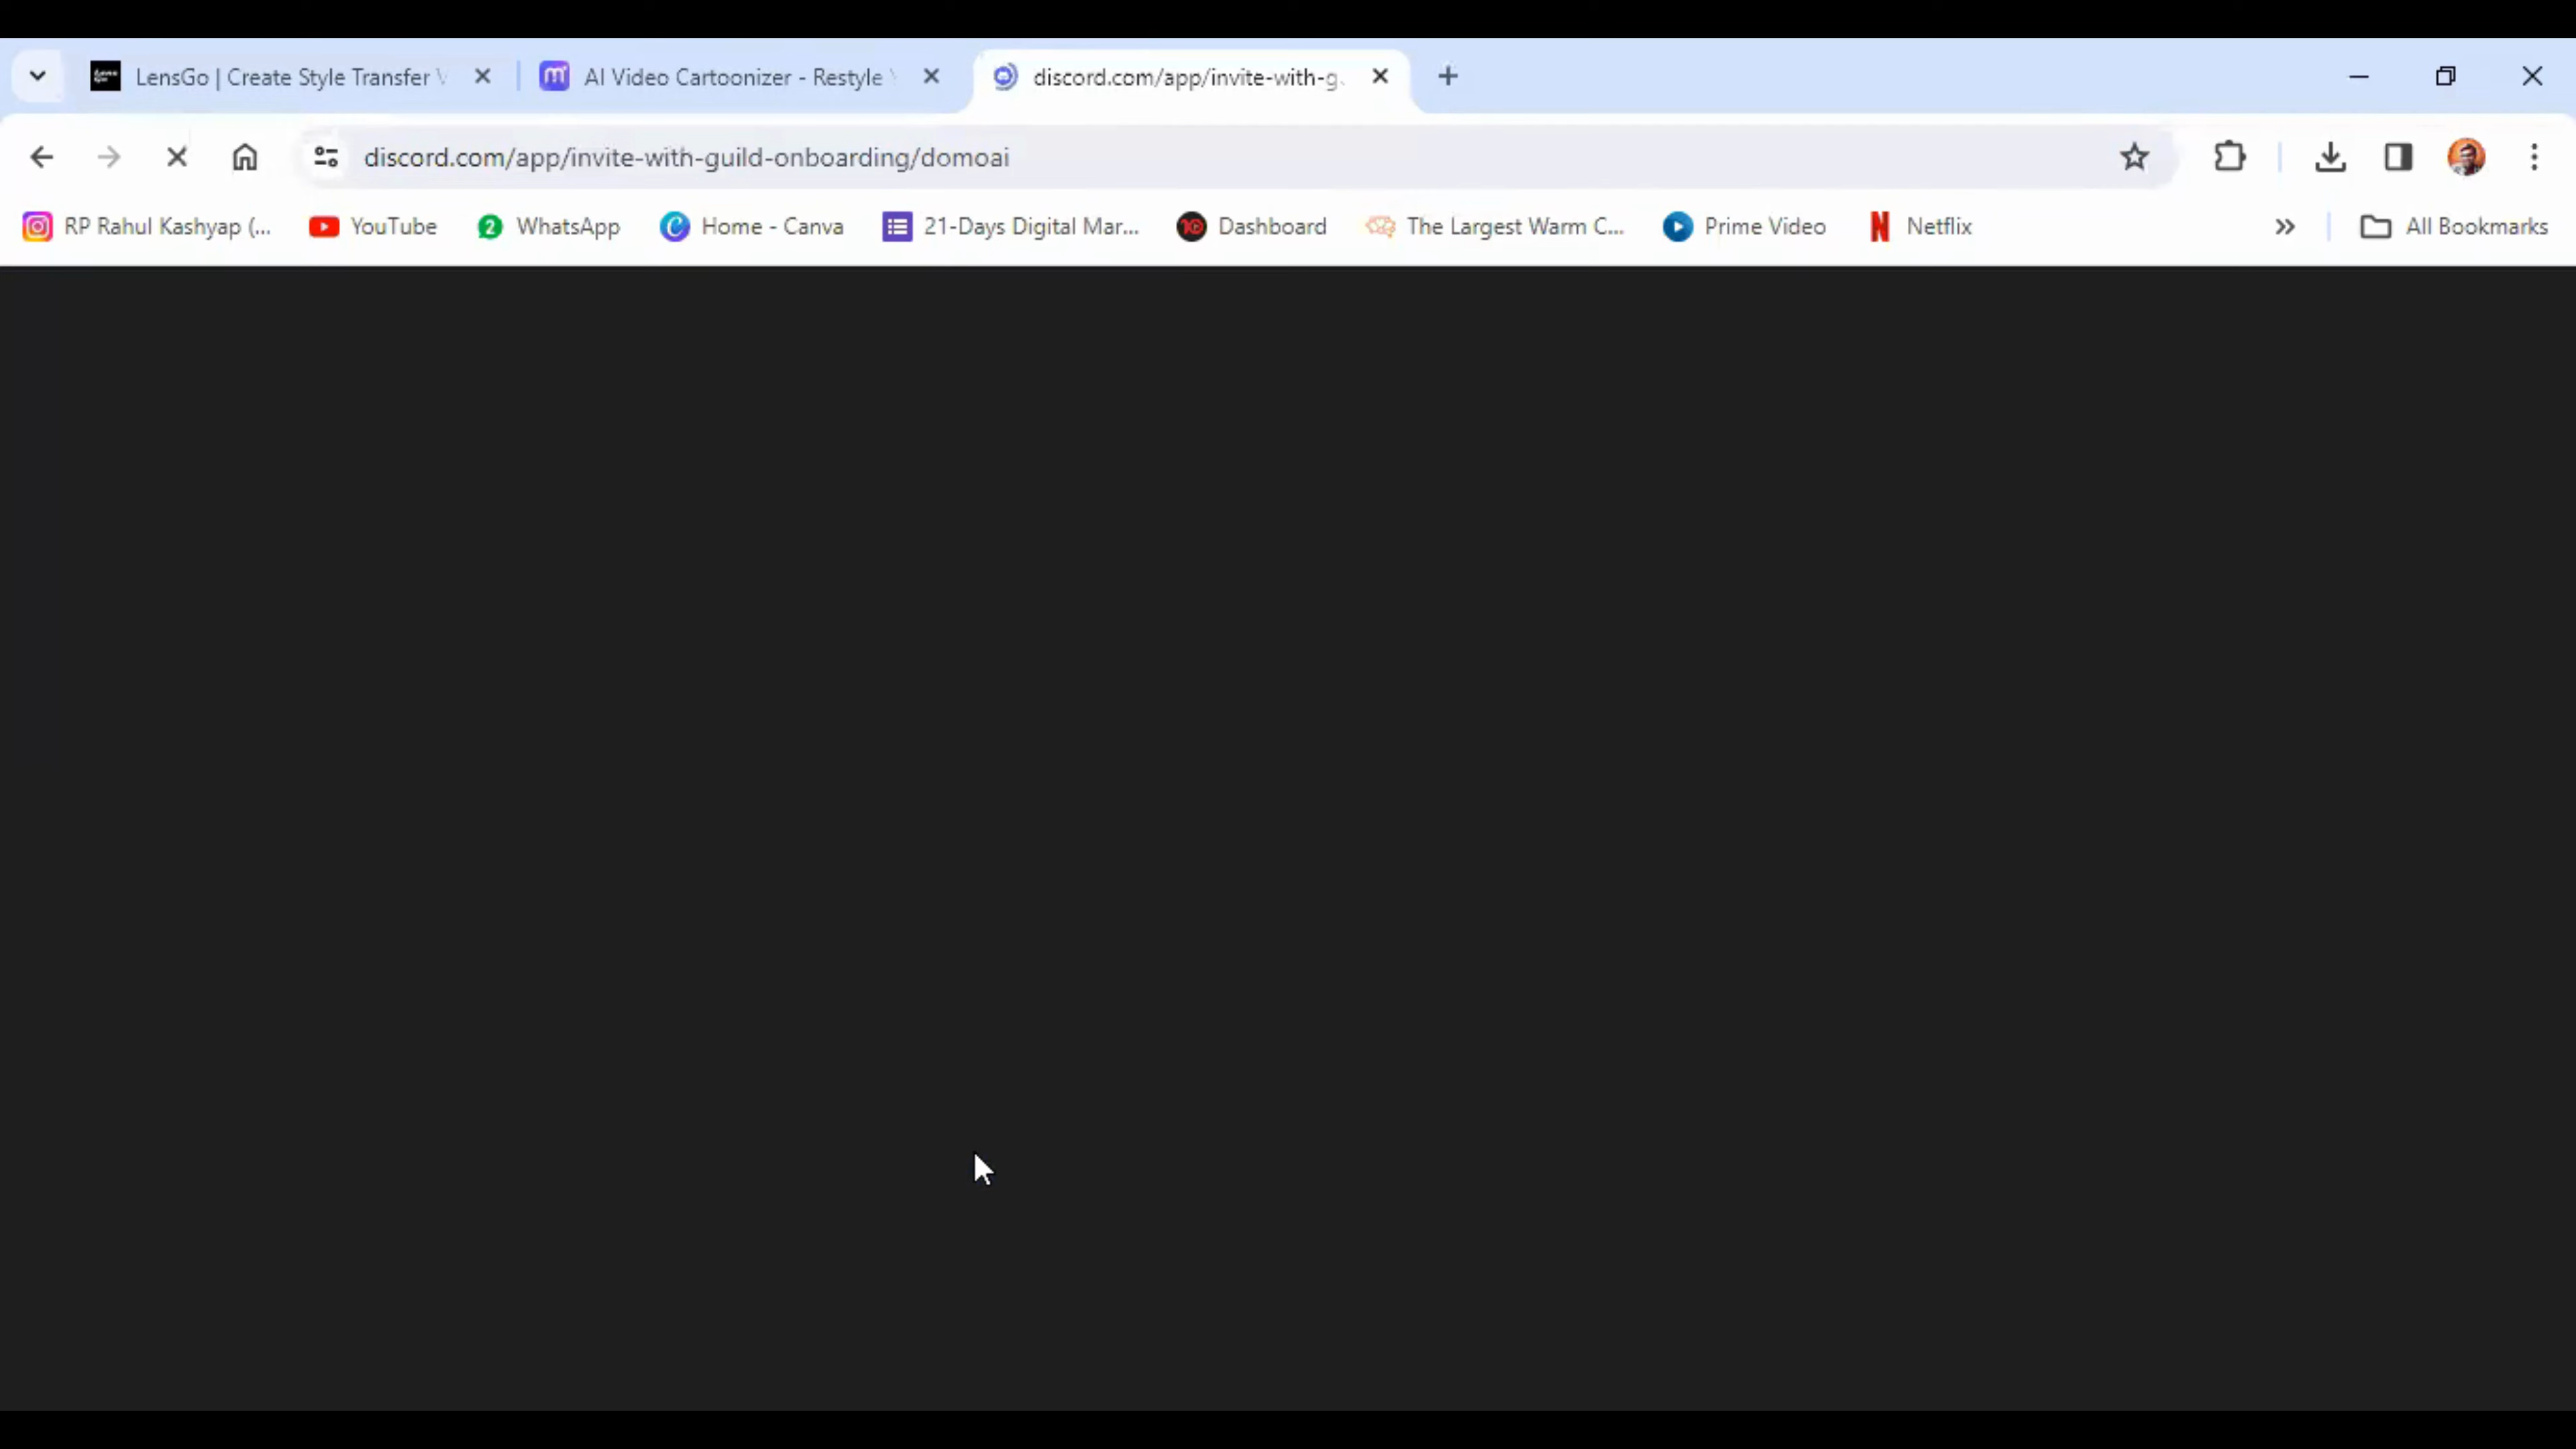 LensGo | Create Style Transfer V
AI Video Cartoonizer - Restyle
discord.com/app/invite-with-g
discord.com/app/invite-with-guild-onboarding/domoai
RP Rahul Kashyap (... YouTube 2 WhatsApp Home - Canva 21-Days Digital Mar... Dashboard The Largest Warm C... Prime Video Netflix All Bookmarks